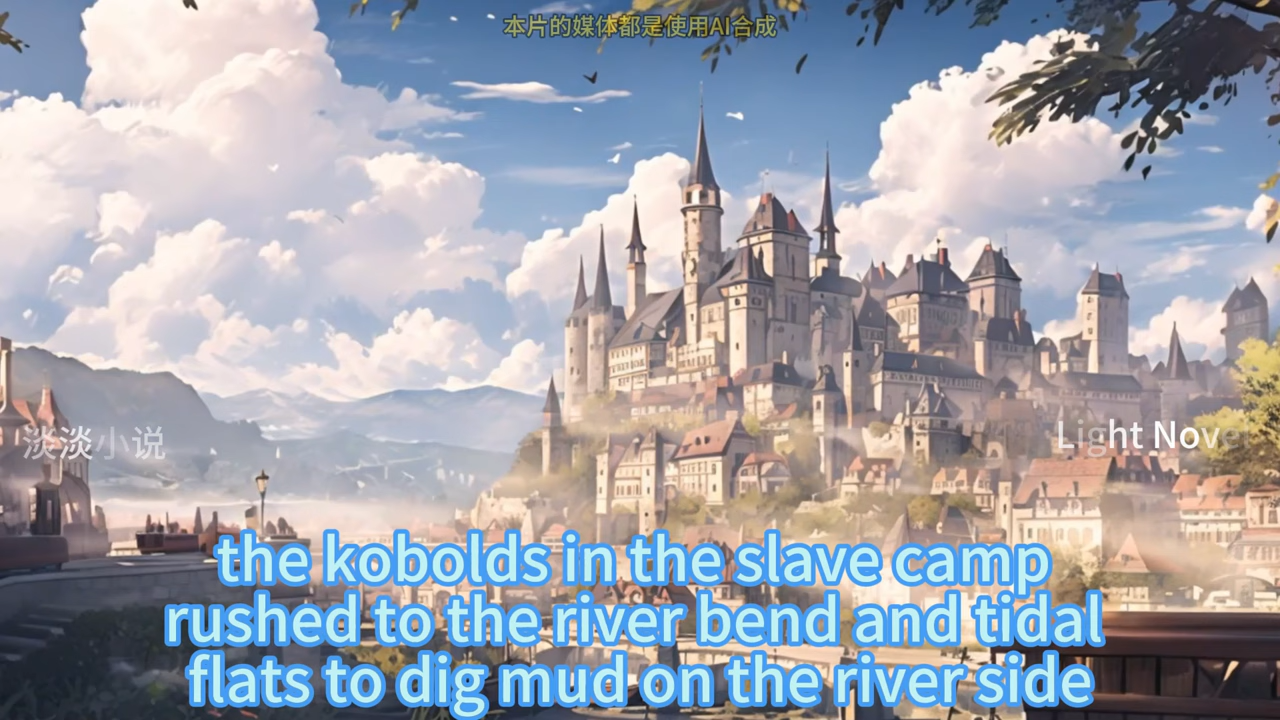 本片的媒体都是使用AI合成
淡淡小说
Light Novel
the kobolds in the slave camp
rushed to the river bend and tidal
flats to dig mud on the river side